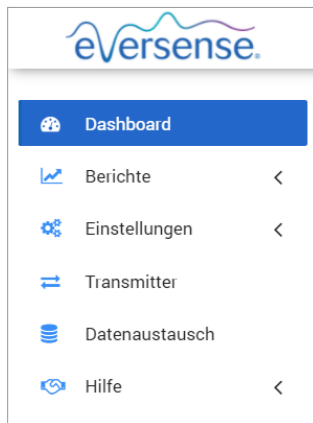 eversense®
Dashboard
Berichte
Einstellungen
Transmitter
Datenaustausch
Hilfe